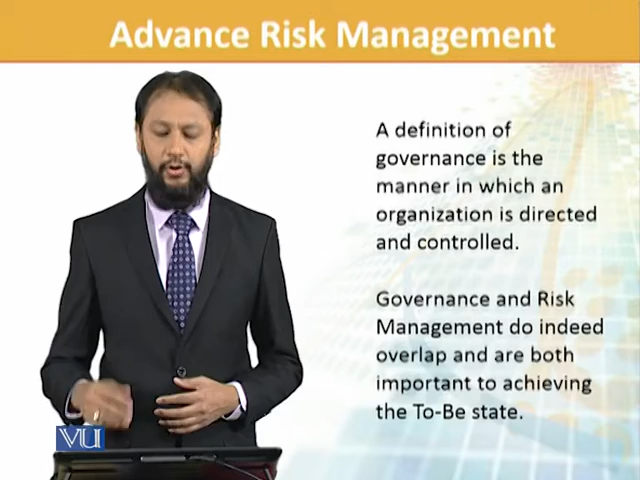 Advance Risk Management
A definition of
governance is the
manner in which an
organization is directed
and controlled.
Governance and Risk
Management do indeed
overlap and are both
important to achieving
the To-Be state.
VU